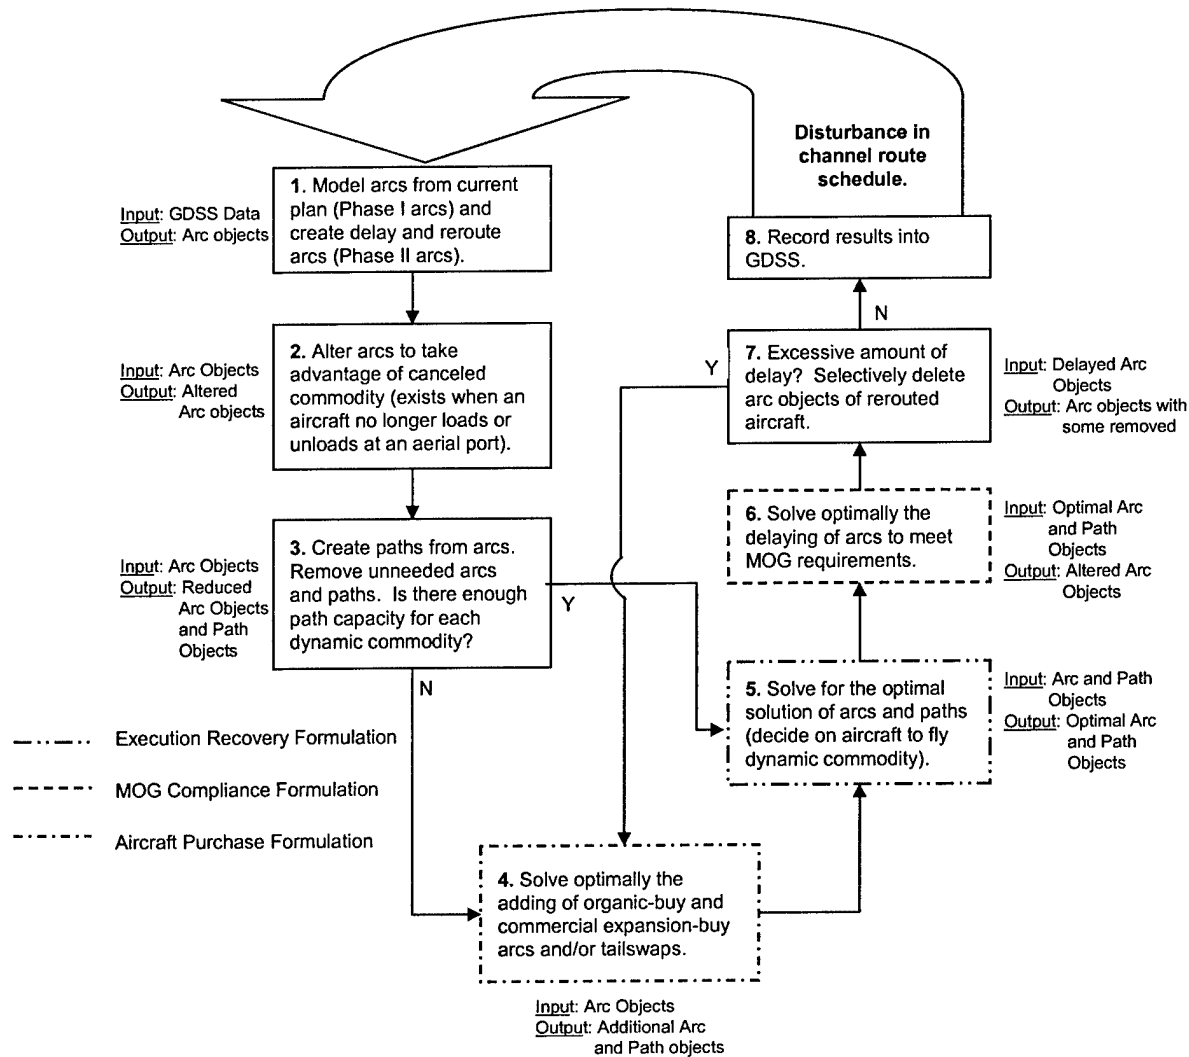 Disturbance in
channel route
schedule.
1. Model arcs from current
plan (Phase I arcs) and
create delay and reroute
arcs (Phase II arcs).
Input: GDSS Data
Output: Arc objects
2. Alter arcs to take
advantage of canceled
commodity (exists when an
aircraft no longer loads or
unloads at an aerial port).
Input: Arc Objects
Output: Altered
Arc objects
3. Create paths from arcs.
Remove unneeded arcs
and paths. Is there enough
path capacity for each
dynamic commodity?
Input: Arc Objects
Output: Reduced
Arc Objects
and Path
Objects
Y
N
4. Solve optimally the
adding of organic-buy and
commercial expansion-buy
arcs and/or tailswaps.
Input: Arc Objects
Output: Additional Arc
and Path objects
5. Solve for the optimal
solution of arcs and paths
(decide on aircraft to fly
dynamic commodity).
Input: Arc and Path
Objects
Output: Optimal Arc
and Path
Objects
6. Solve optimally the
delaying of arcs to meet
MOG requirements.
Input: Optimal Arc
and Path
Objects
Output: Altered Arc
Objects
7. Excessive amount of
delay? Selectively delete
arc objects of rerouted
aircraft.
Input: Delayed Arc
Objects
Output: Arc objects with
some removed
Y
N
8. Record results into
GDSS.
Execution Recovery Formulation
MOG Compliance Formulation
Aircraft Purchase Formulation